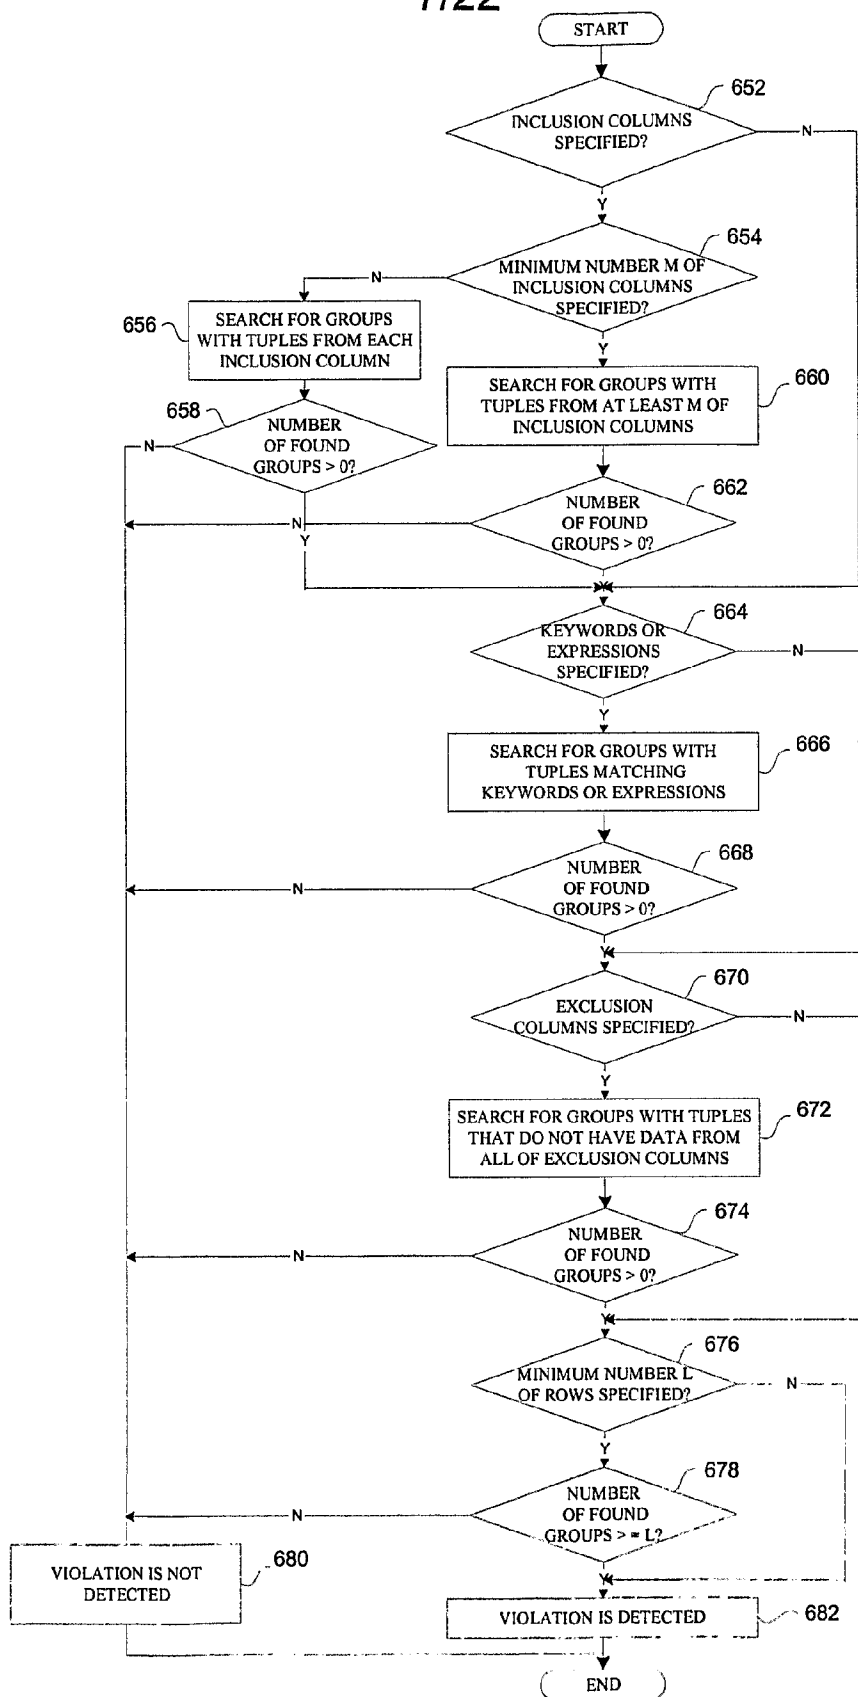 START
652
INCLUSION COLUMNS
SPECIFIED?
N
Y
654
MINIMUM NUMBER M OF
INCLUSION COLUMNS
SPECIFIED?
N
Y
656
SEARCH FOR GROUPS
WITH TUPLES FROM EACH
INCLUSION COLUMN
660
SEARCH FOR GROUPS WITH
TUPLES FROM AT LEAST M OF
INCLUSION COLUMNS
658
NUMBER
OF FOUND
GROUPS > 0?
N
Y
662
NUMBER
OF FOUND
GROUPS > 0?
N
Y
664
KEYWORDS OR
EXPRESSIONS
SPECIFIED?
N
Y
666
SEARCH FOR GROUPS WITH
TUPLES MATCHING
KEYWORDS OR EXPRESSIONS
668
NUMBER
OF FOUND
GROUPS > 0?
N
Y
670
EXCLUSION
COLUMNS SPECIFIED?
N
Y
672
SEARCH FOR GROUPS WITH TUPLES
THAT DO NOT HAVE DATA FROM
ALL OF EXCLUSION COLUMNS
674
NUMBER
OF FOUND
GROUPS > 0?
N
Y
676
MINIMUM NUMBER L
OF ROWS SPECIFIED?
N
Y
678
NUMBER
OF FOUND
GROUPS > = L?
N
Y
680
VIOLATION IS NOT
DETECTED
VIOLATION IS DETECTED
682
END